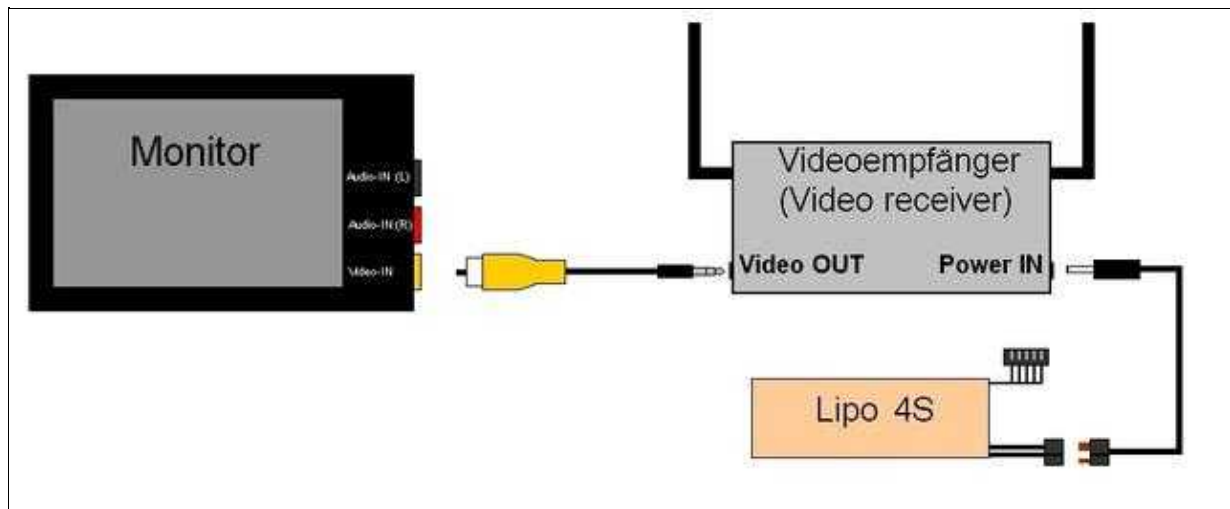 Monitor
Audio-IN (L)
Audio-IN (R)
Video-IN
Videoempfänger
(Video receiver)
Video OUT
Power IN
Lipo 4S